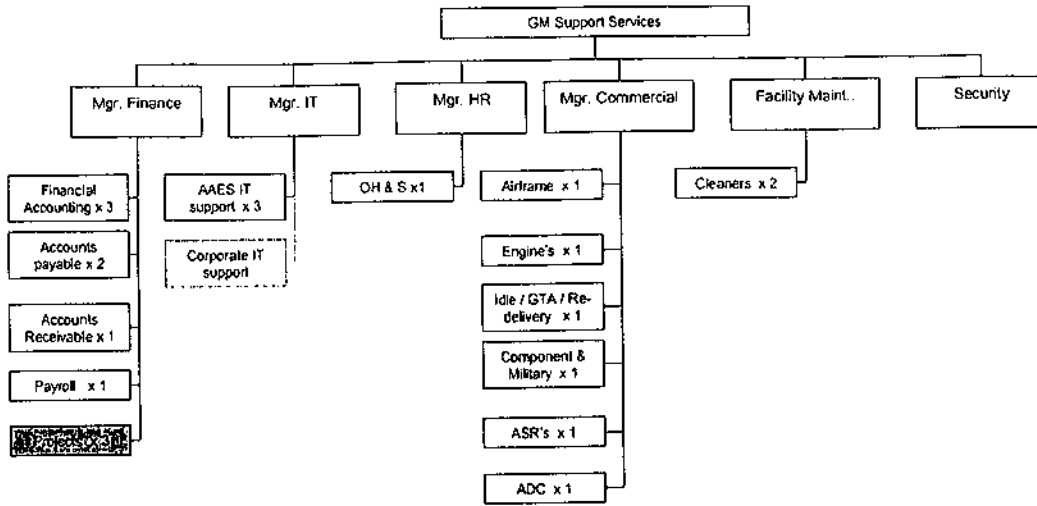 GM Support Services
Mgr. Finance
Mgr. IT
Mgr. HR
Mgr. Commercial
Facility Maint..
Security
Financial
Accounting x 3
Accounts
payable x 2
Accounts
Receivable x 1
Payroll x 1
Projects x 3
AAES IT
support x 3
Corporate IT
support
OH & S x1
Airframe x 1
Engine's x 1
Idle / GTA / Re-
delivery x 1
Component &
Military x 1
ASR's x 1
ADC x 1
Cleaners x 2